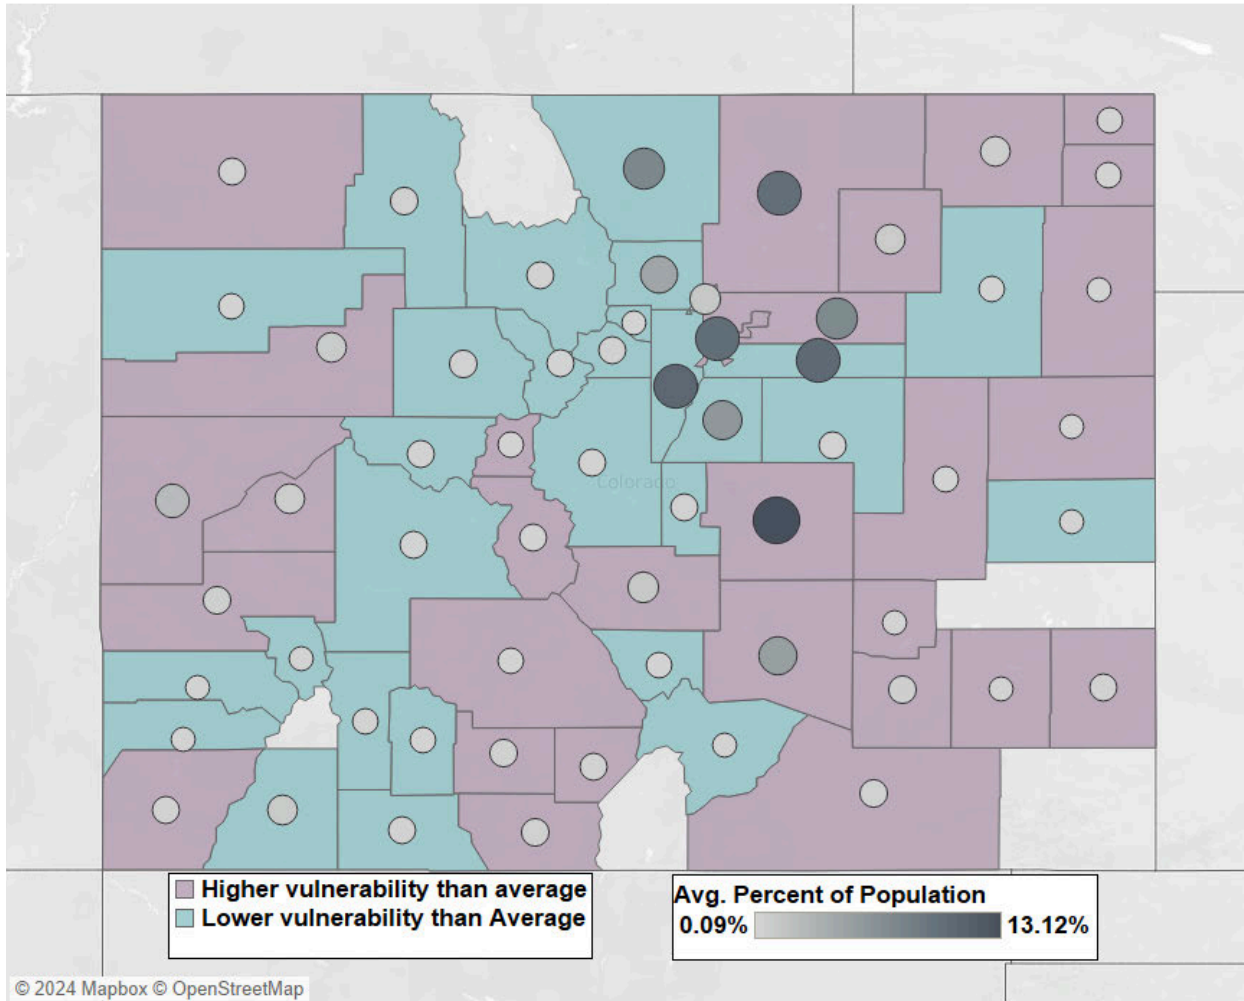 Colorado
Higher vulnerability than average
Lower vulnerability than Average
Avg. Percent of Population
0.09% 13.12%
© 2024 Mapbox © OpenStreetMap